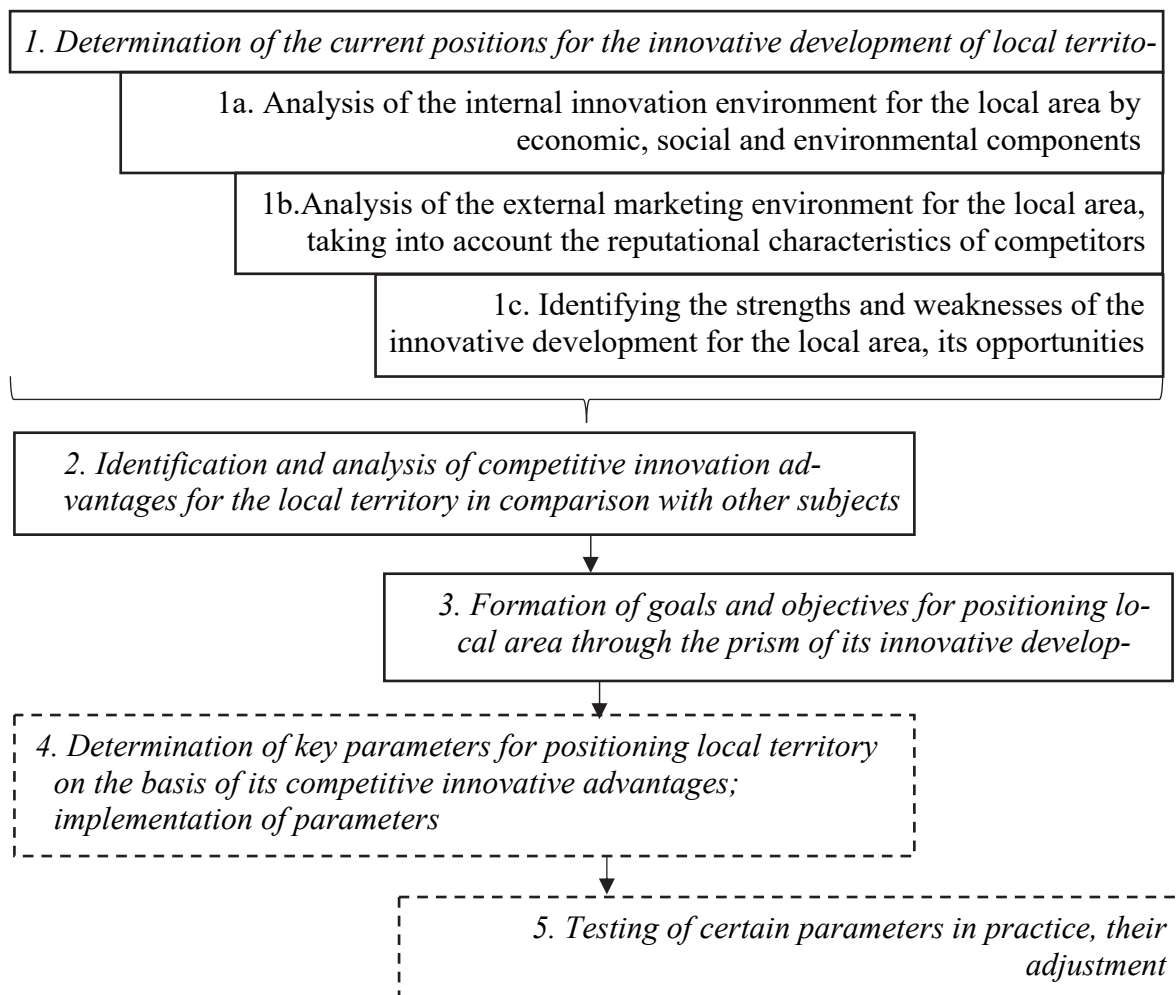 1. Determination of the current positions for the innovative development of local territo-
1a. Analysis of the internal innovation environment for the local area by
economic, social and environmental components
1b.Analysis of the external marketing environment for the local area,
taking into account the reputational characteristics of competitors
1c. Identifying the strengths and weaknesses of the
innovative development for the local area, its opportunities
2. Identification and analysis of competitive innovation ad-
vantages for the local territory in comparison with other subjects
3. Formation of goals and objectives for positioning lo-
cal area through the prism of its innovative develop-
4. Determination of key parameters for positioning local territory
on the basis of its competitive innovative advantages;
implementation of parameters
5. Testing of certain parameters in practice, their
adjustment